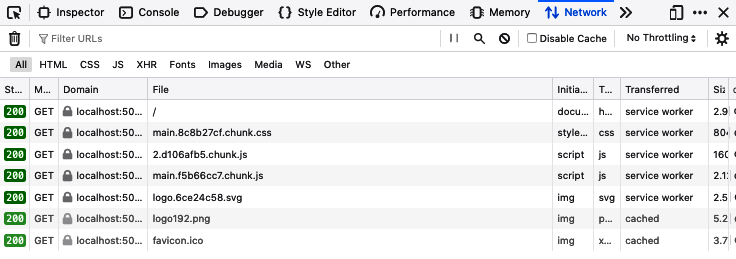 Inspector Console Debugger Style Editor Performance Memory Network
Filter URLs Disable Cache No Throttling
All HTML CSS JS XHR Fonts Images Media WS Other
St... M... Domain File Initia... T... Transferred Siz
200 GET localhost:50... / docu... h... service worker 2.9
200 GET localhost:50... main.8c8b27cf.chunk.css style... css service worker 804
200 GET localhost:50... 2.d106afb5.chunk.js script js service worker 160
200 GET localhost:50... main.f5b66cc7.chunk.js script js service worker 2.1
200 GET localhost:50... logo.6ce24c58.svg img svg service worker 2.5
200 GET localhost:50... logo192.png img p... cached 5.2
200 GET localhost:50... favicon.ico img x... cached 3.7